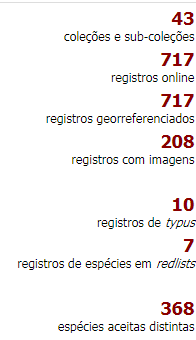 43
coleções e sub-coleções
717
registros online
717
registros georreferenciados
208
registros com imagens
10
registros de typus
7
registros de espécies em redlists
368
espécies aceitas distintas